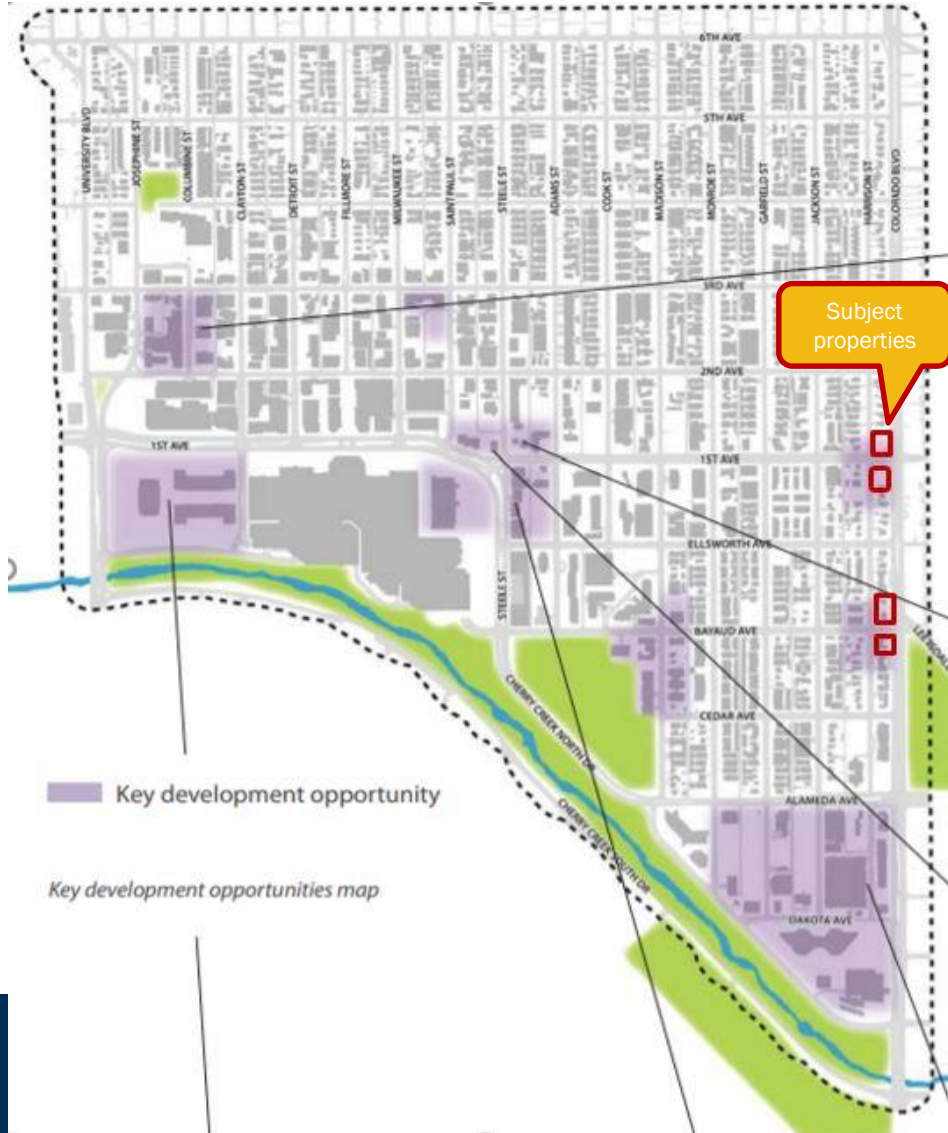 6TH AVE
5TH AVE
UNIVERSITY BLVD
JOSEPHINE ST
COLUMBINE ST
CLAYTON ST
DETROIT ST
FILLMORE ST
MILWAUKEE ST
SAINT PAUL ST
STEELE ST
ADAMS ST
COOK ST
MADISON ST
MONROE ST
GARFIELD ST
JACKSON ST
HARRISON ST
COLORADO BLVD
3RD AVE
Subject
properties
2ND AVE
1ST AVE
1ST AVE
ELLSWORTH AVE
STEELE ST
BAYAUD AVE
CHERRY CREEK NORTH DR
CEDAR AVE
Key development opportunity
ALAMEDA AVE
CHERRY CREEK SOUTH DR
Key development opportunities map
DAKOTA AVE